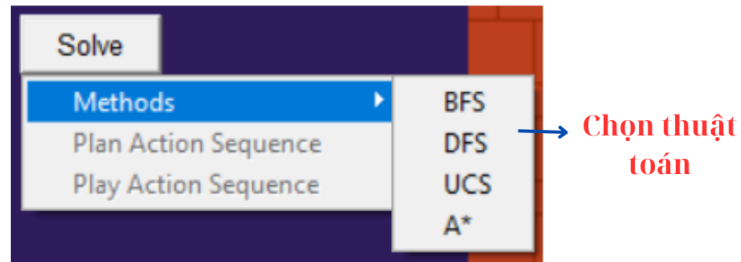 Solve
Methods
Plan Action Sequence
Play Action Sequence
BFS
DFS
UCS
A*
Chọn thuật
toán